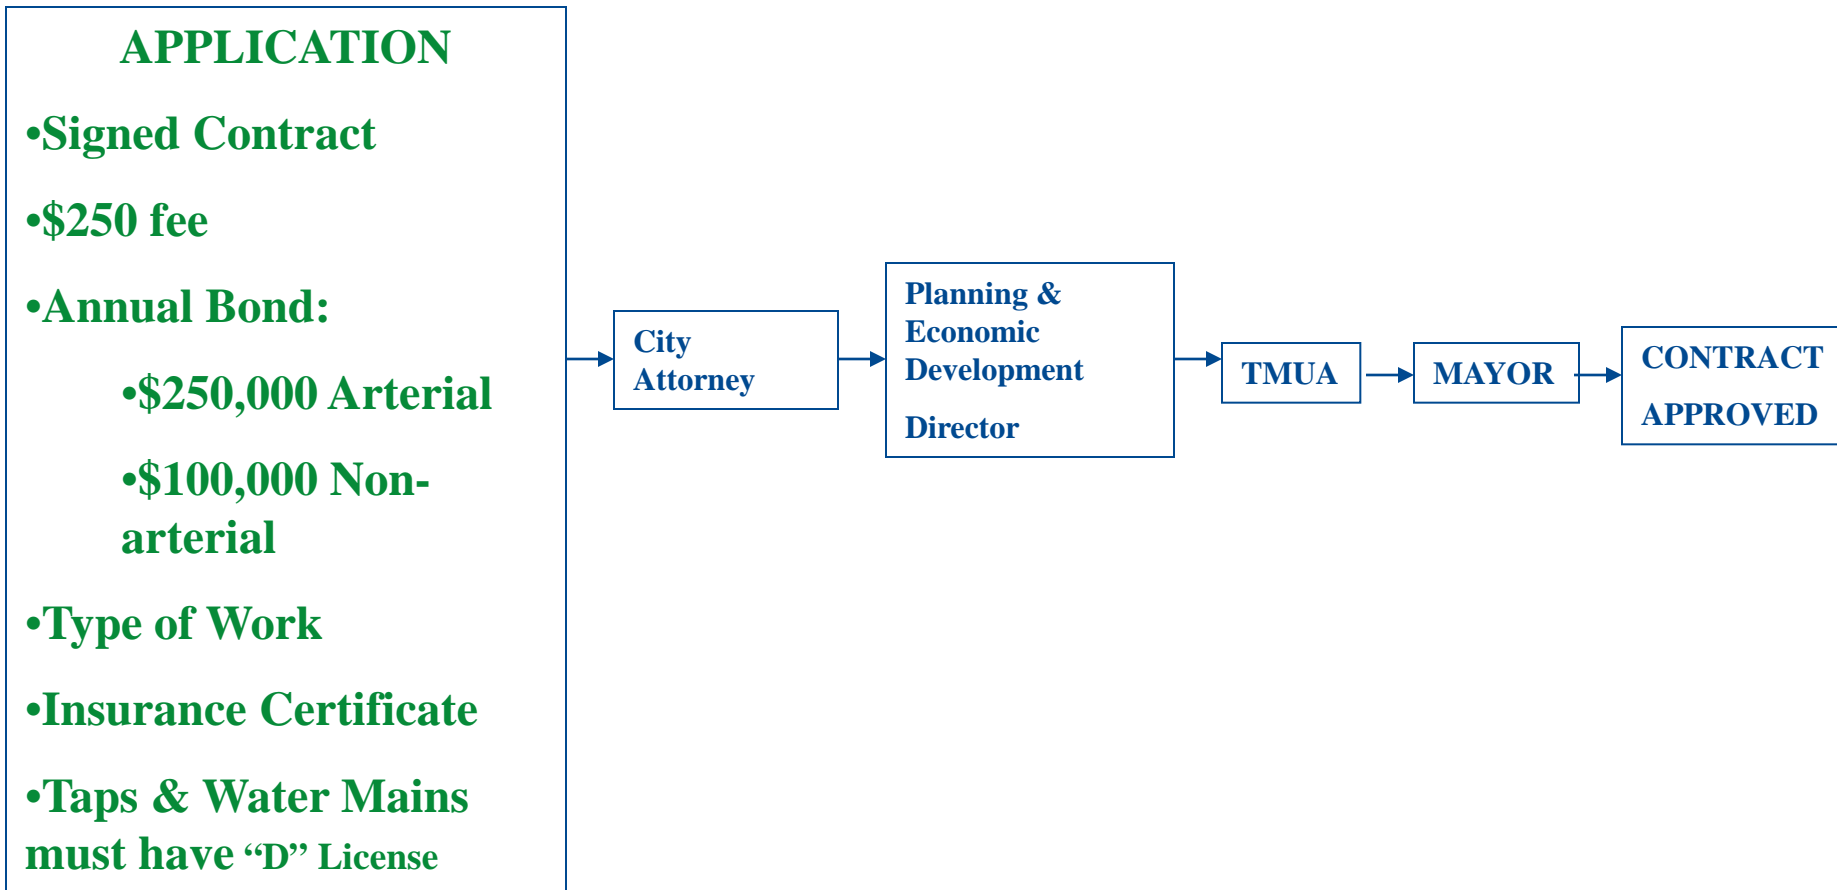 APPLICATION
•Signed Contract
•$250 fee
•Annual Bond:
•$250,000 Arterial
•$100,000 Non-
arterial
•Type of Work
•Insurance Certificate
•Taps & Water Mains
must have “D” License
City
Attorney
Planning &
Economic
Development
Director
TMUA
MAYOR
CONTRACT
APPROVED